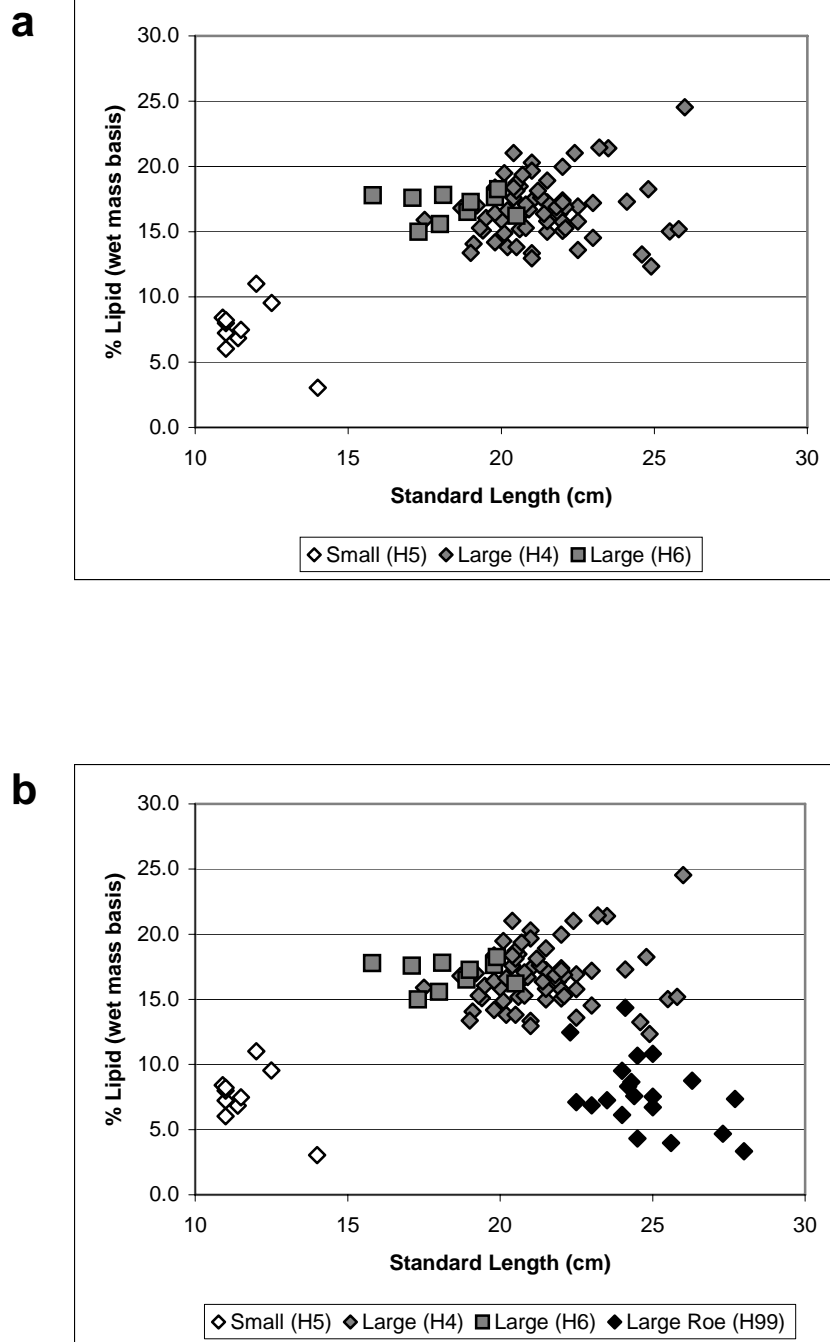 a
30.0
25.0
20.0
15.0
10.0
5.0
0.0
% Lipid (wet mass basis)
10 15 20 25 30
Standard Length (cm)
Small (H5) Large (H4) Large (H6)
b
30.0
25.0
20.0
15.0
10.0
5.0
0.0
% Lipid (wet mass basis)
10 15 20 25 30
Standard Length (cm)
Small (H5) Large (H4) Large (H6) Large Roe (H99)